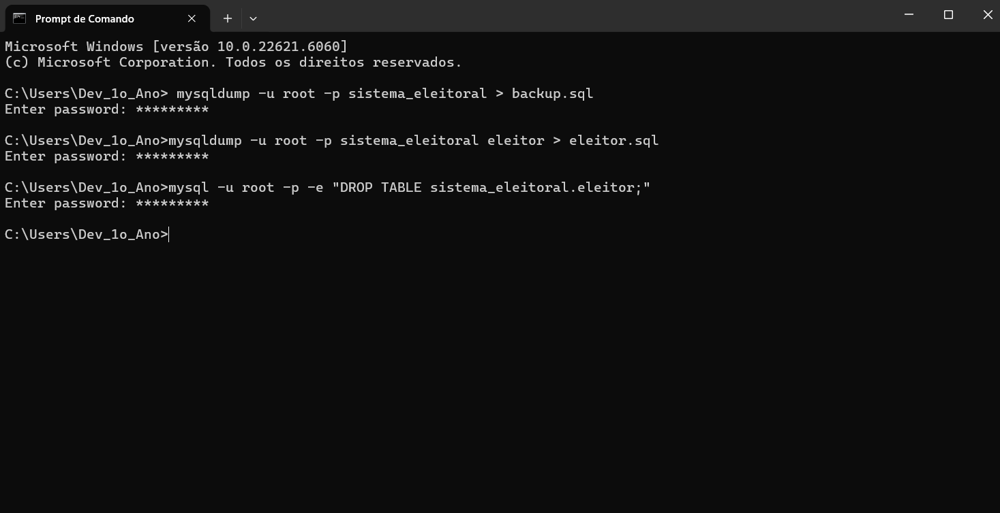 Prompt de Comando
Microsoft Windows [versão 10.0.22621.6060]
(c) Microsoft Corporation. Todos os direitos reservados.
C:\Users\Dev_1o_Ano> mysqldump -u root -p sistema_eleitoral > backup.sql
Enter password: *********
C:\Users\Dev_1o_Ano>mysqldump -u root -p sistema_eleitoral eleitor > eleitor.sql
Enter password: *********
C:\Users\Dev_1o_Ano>mysql -u root -p -e "DROP TABLE sistema_eleitoral.eleitor;"
Enter password: *********
C:\Users\Dev_1o_Ano>